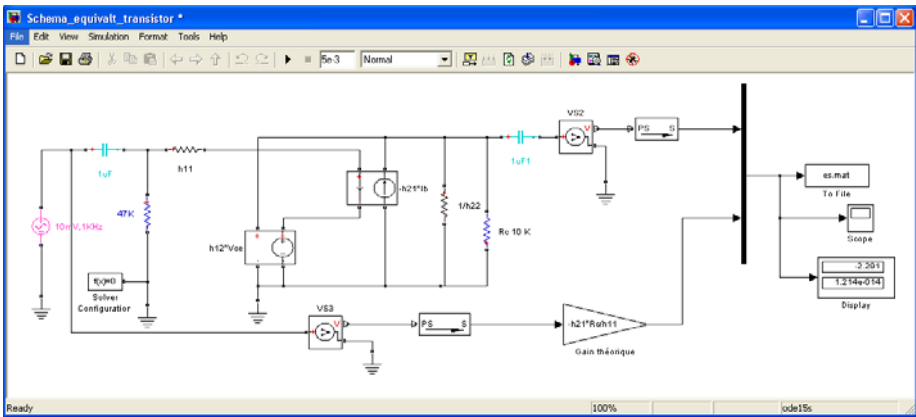 Schema_equivalt_transistor *
File Edit View Simulation Format Tools Help
5e-3 Normal
VS2
V
PS S
1uF
h11
1uF1
-h21*Ib
es.mat
To File
47K
1/h22
10mV,1KHz
Rc 10 K
h12*Vce
Scope
f(x)=0
Solver
Configuration
-2.201
1.214e-014
Display
VS3
V
PS S
-h21*Rc/h11
Gain théorique
Ready 100% ode15s